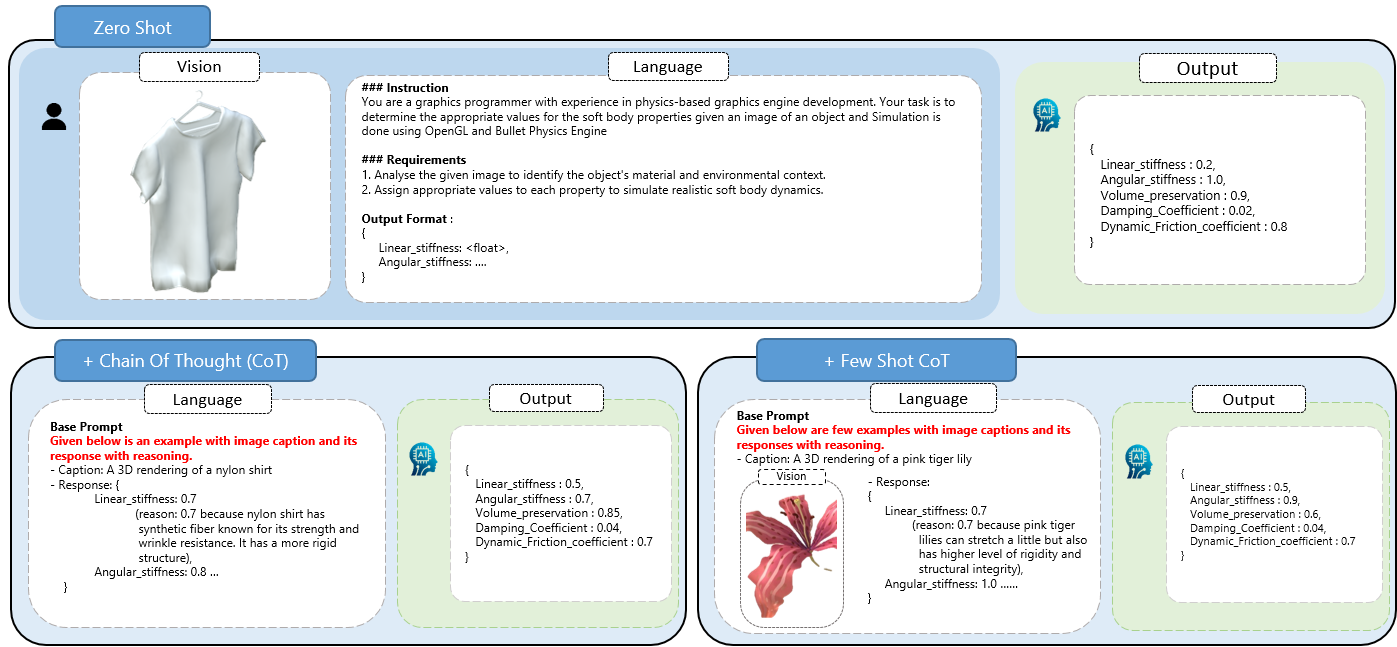 Zero Shot
Vision
Language
Output
### Instruction
You are a graphics programmer with experience in physics-based graphics engine development. Your task is to
determine the appropriate values for the soft body properties given an image of an object and Simulation is
done using OpenGL and Bullet Physics Engine
### Requirements
1. Analyse the given image to identify the object's material and environmental context.
2. Assign appropriate values to each property to simulate realistic soft body dynamics.
Output Format :
{
Linear_stiffness: <float>,
Angular_stiffness: ....
}
AI
{
Linear_stiffness : 0.2,
Angular_stiffness : 1.0,
Volume_preservation : 0.9,
Damping_Coefficient : 0.02,
Dynamic_Friction_coefficient : 0.8
}
+ Chain Of Thought (CoT)
Language
Output
Base Prompt
Given below is an example with image caption and its
response with reasoning.
- Caption: A 3D rendering of a nylon shirt
- Response: {
Linear_stiffness: 0.7
(reason: 0.7 because nylon shirt has
synthetic fiber known for its strength and
wrinkle resistance. It has a more rigid
structure),
Angular_stiffness: 0.8 ...
}
AI
{
Linear_stiffness : 0.5,
Angular_stiffness : 0.7,
Volume_preservation : 0.85,
Damping_Coefficient : 0.04,
Dynamic_Friction_coefficient : 0.7
}
+ Few Shot CoT
Language
Output
Base Prompt
Given below are few examples with image captions and its
responses with reasoning.
- Caption: A 3D rendering of a pink tiger lily
Vision
- Response:
{
Linear_stiffness: 0.7
(reason: 0.7 because pink tiger
lilies can stretch a little but also
has higher level of rigidity and
structural integrity),
Angular_stiffness: 1.0 ......
}
AI
{
Linear_stiffness : 0.5,
Angular_stiffness : 0.9,
Volume_preservation : 0.6,
Damping_Coefficient : 0.04,
Dynamic_Friction_coefficient : 0.7
}